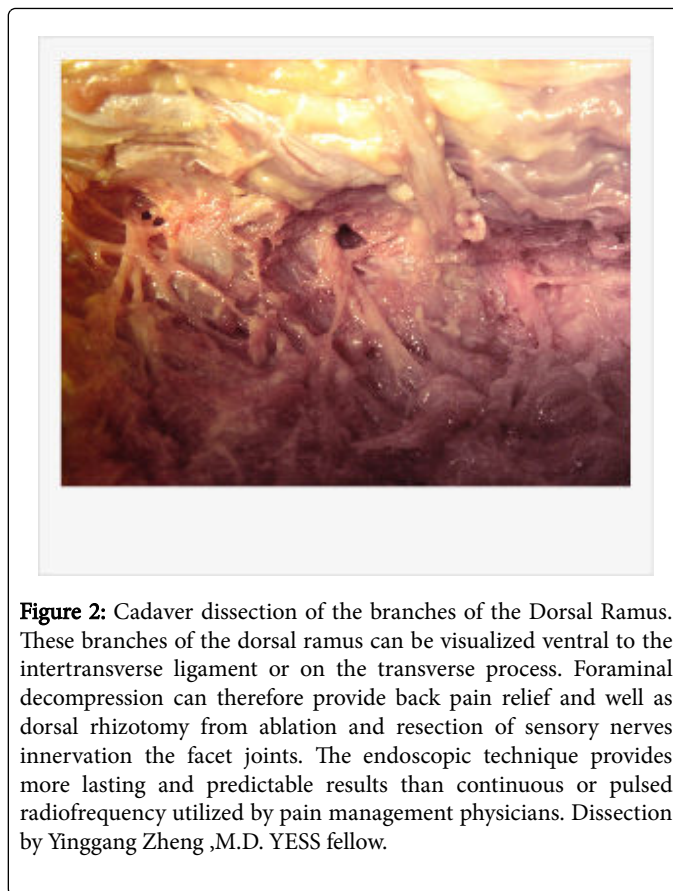 Figure 2: Cadaver dissection of the branches of the Dorsal Ramus.
These branches of the dorsal ramus can be visualized ventral to the
intertransverse ligament or on the transverse process. Foraminal
decompression can therefore provide back pain relief and well as
dorsal rhizotomy from ablation and resection of sensory nerves
innervation the facet joints. The endoscopic technique provides
more lasting and predictable results than continuous or pulsed
radiofrequency utilized by pain management physicians. Dissection
by Yinggang Zheng ,M.D. YESS fellow.